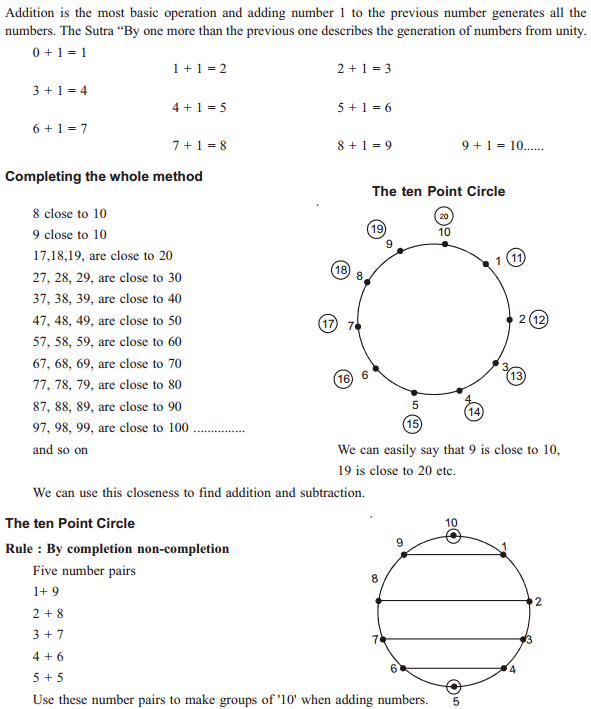 Addition is the most basic operation and adding number 1 to the previous number generates all the
numbers. The Sutra “By one more than the previous one describes the generation of numbers from unity.
0 + 1 = 1
1 + 1 = 2
2 + 1 = 3
3 + 1 = 4
4 + 1 = 5
5 + 1 = 6
6 + 1 = 7
7 + 1 = 8
8 + 1 = 9
9 + 1 = 10......
Completing the whole method
8 close to 10
9 close to 10
17,18,19, are close to 20
27, 28, 29, are close to 30
37, 38, 39, are close to 40
47, 48, 49, are close to 50
57, 58, 59, are close to 60
67, 68, 69, are close to 70
77, 78, 79, are close to 80
87, 88, 89, are close to 90
97, 98, 99, are close to 100 ...............
and so on
The ten Point Circle
20
10
19
9
1 11
18
8
2 12
17 7
3
13
16 6
4
14
5
15
We can easily say that 9 is close to 10,
19 is close to 20 etc.
We can use this closeness to find addition and subtraction.
The ten Point Circle
Rule : By completion non-completion
Five number pairs
1+ 9
2 + 8
3 + 7
4 + 6
5 + 5
10
9
1
8
2
7
3
6
4
5
Use these number pairs to make groups of '10' when adding numbers.